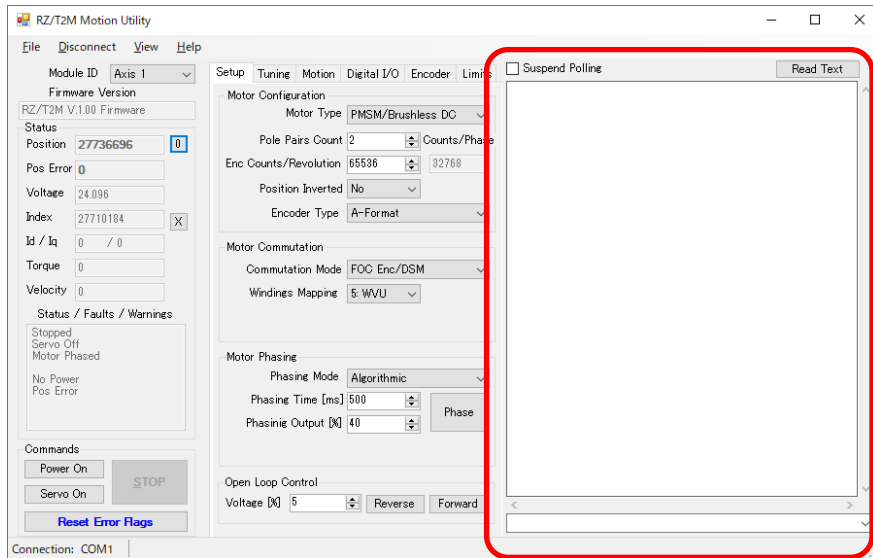 RZ/T2M Motion Utility
File Disconnect View Help
Module ID Axis 1
Firmware Version
RZ/T2M V.1.00 Firmware
Status
Position 27736696 0
Pos Error 0
Voltage 24.096
Index 27710184 X
Id / Iq 0 / 0
Torque 0
Velocity 0
Status / Faults / Warnings
Stopped
Servo Off
Motor Phased
No Power
Pos Error
Commands
Power On
Servo On
STOP
Reset Error Flags
Setup Tuning Motion Digital I/O Encoder Limits
Motor Configuration
Motor Type PMSM/Brushless DC
Pole Pairs Count 2 Counts/Phase
Enc Counts/Revolution 65536 32768
Position Inverted No
Encoder Type A-Format
Motor Commutation
Commutation Mode FOC Enc/DSM
Windings Mapping 5: WVU
Motor Phasing
Phasing Mode Algorithmic
Phasing Time [ms] 500
Phasinig Output [%] 40
Phase
Open Loop Control
Voltage [%] 5 Reverse Forward
Suspend Polling Read Text
Connection: COM1